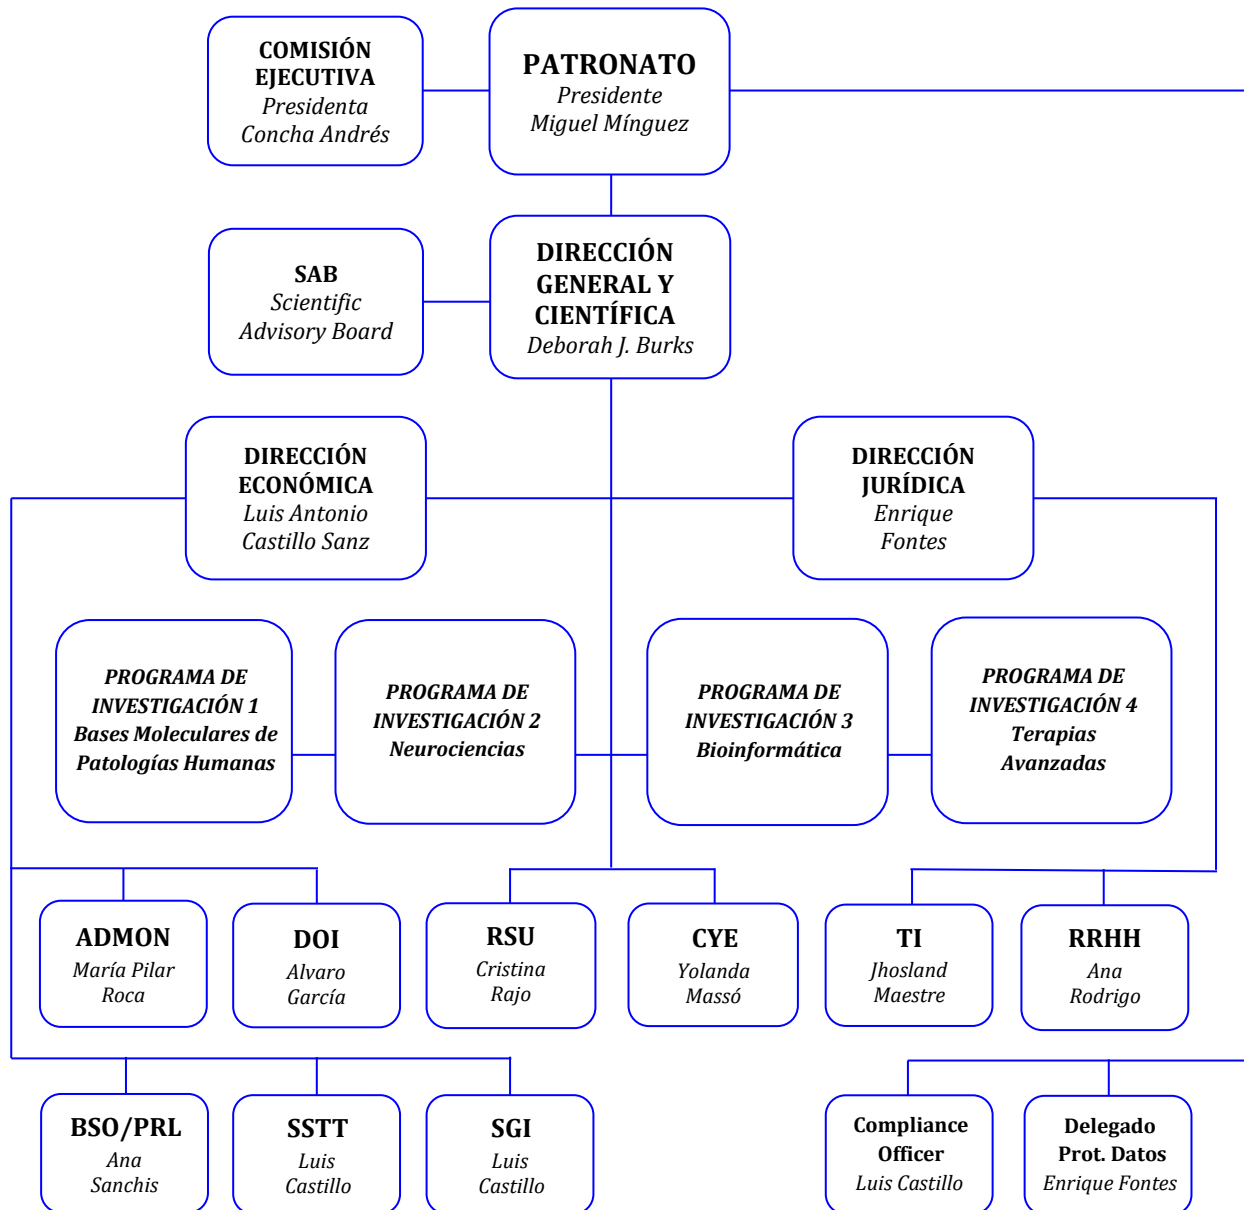 COMISIÓN
EJECUTIVA
Presidenta
Concha Andrés
PATRONATO
Presidente
Miguel Mínguez
SAB
Scientific
Advisory Board
DIRECCIÓN
GENERAL Y
CIENTÍFICA
Deborah J. Burks
DIRECCIÓN
ECONÓMICA
Luis Antonio
Castillo Sanz
DIRECCIÓN
JURÍDICA
Enrique
Fontes
PROGRAMA DE
INVESTIGACIÓN 1
Bases Moleculares de
Patologías Humanas
PROGRAMA DE
INVESTIGACIÓN 2
Neurociencias
PROGRAMA DE
INVESTIGACIÓN 3
Bioinformática
PROGRAMA DE
INVESTIGACIÓN 4
Terapias
Avanzadas
ADMON
María Pilar
Roca
DOI
Alvaro
García
RSU
Cristina
Rajo
CYE
Yolanda
Massó
TI
Jhosland
Maestre
RRHH
Ana
Rodrigo
BSO/PRL
Ana
Sanchis
SSTT
Luis
Castillo
SGI
Luis
Castillo
Compliance
Officer
Luis Castillo
Delegado
Prot. Datos
Enrique Fontes